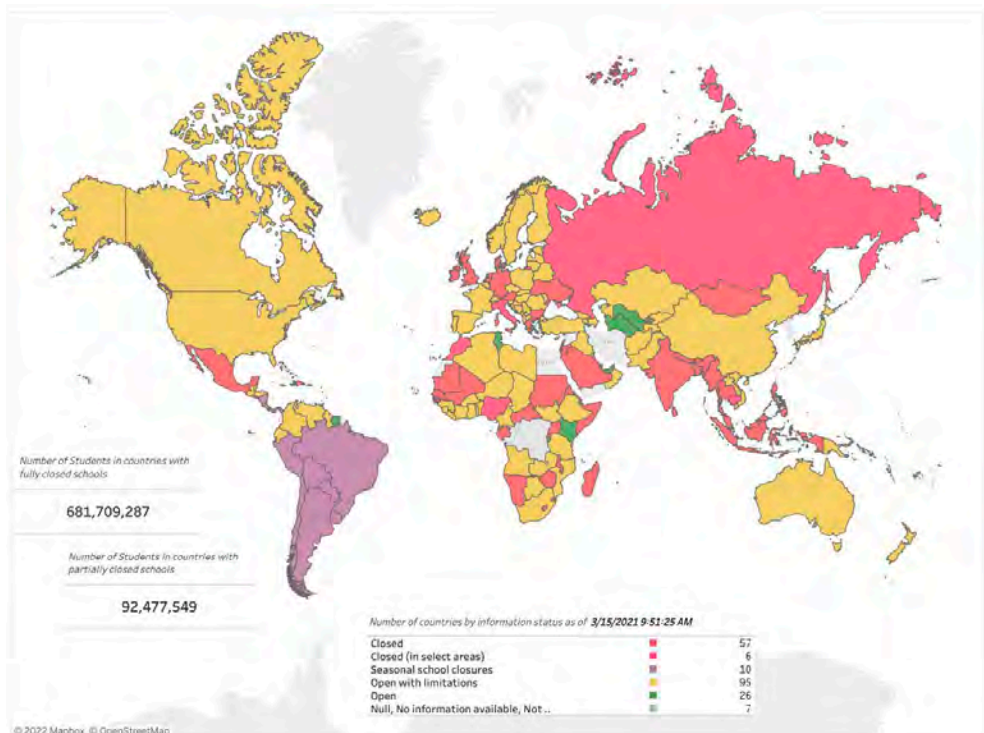 Number of Students in countries with
fully closed schools
681,709,287
Number of Students in countries with
partially closed schools
92,477,549
Number of countries by information status as of 3/15/2021 9:51:25 AM
Closed 57
Closed (in select areas) 6
Seasonal school closures 10
Open with limitations 95
Open 26
Null, No information available, Not .. 7
© 2022 Mapbox © OpenStreetMap